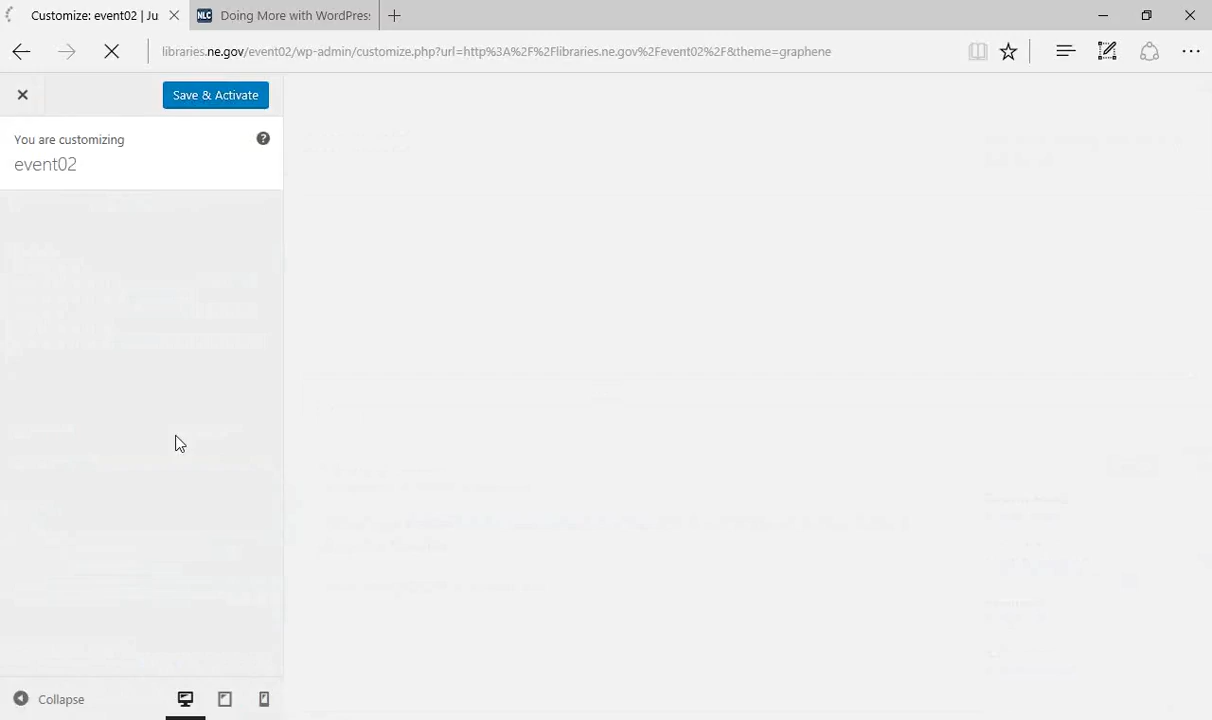 Customize: event02 | Ju
NLC
Doing More with WordPres:
libraries.ne.gov/event02/wp-admin/customize.php?url=http%3A%2F%2Flibraries.ne.gov%2Fevent02%2F&theme=graphene
Save & Activate
You are customizing
event02
Collapse